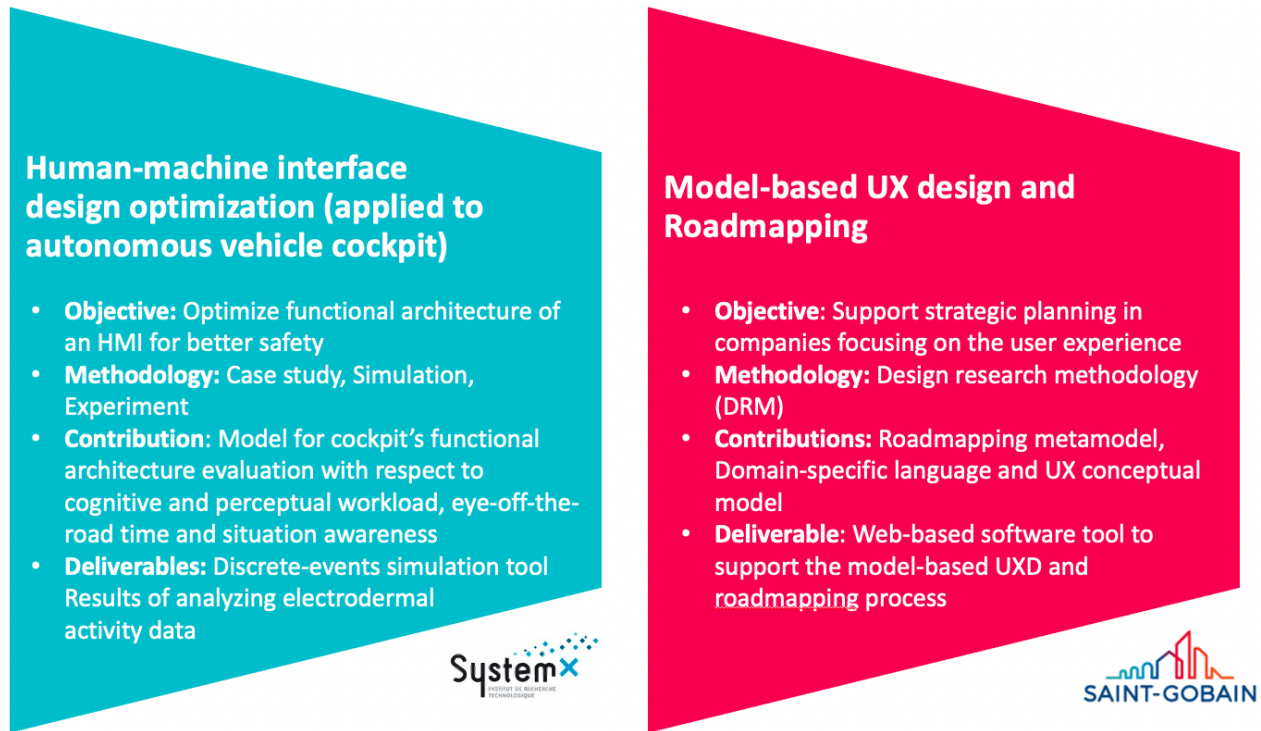 Human-machine interface
design optimization (applied to
autonomous vehicle cockpit)
• Objective: Optimize functional architecture of
an HMI for better safety
• Methodology: Case study, Simulation,
Experiment
• Contribution: Model for cockpit’s functional
architecture evaluation with respect to
cognitive and perceptual workload, eye-off-the-
road time and situation awareness
• Deliverables: Discrete-events simulation tool
Results of analyzing electrodermal
activity data
SystemX
INSTITUT DE RECHERCHE
TECHNOLOGIQUE
Model-based UX design and
Roadmapping
• Objective: Support strategic planning in
companies focusing on the user experience
• Methodology: Design research methodology
(DRM)
• Contributions: Roadmapping metamodel,
Domain-specific language and UX conceptual
model
• Deliverable: Web-based software tool to
support the model-based UXD and
roadmapping process
SAINT-GOBAIN